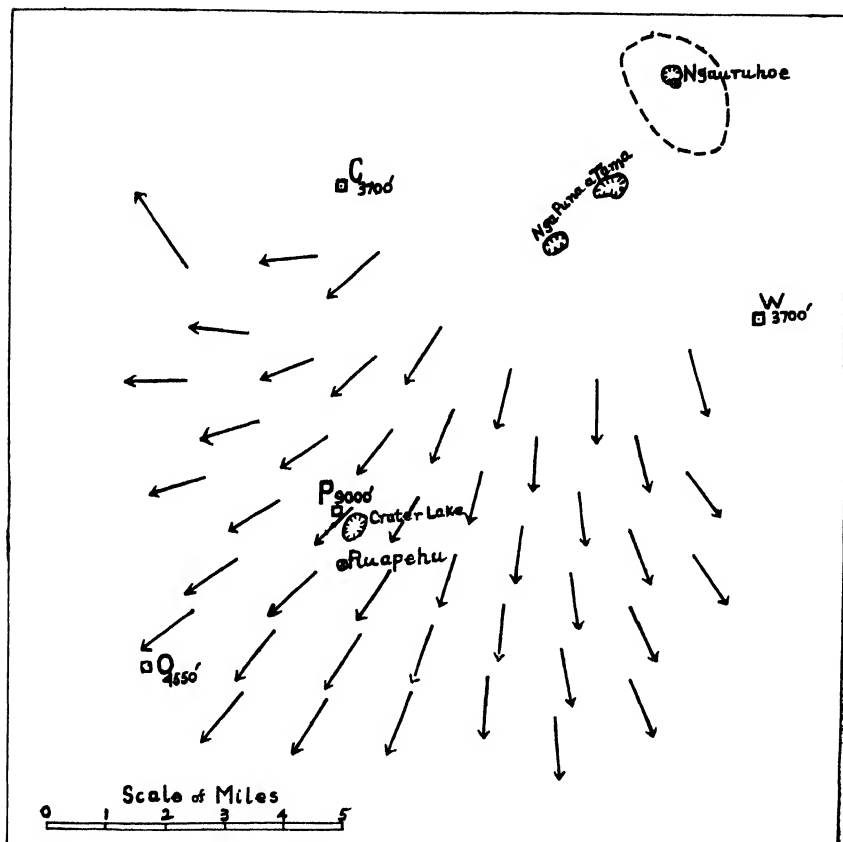 Ngauruhoe
Nga Puna a Tama
C
3700′
W
3700′
P
9000′
Crater Lake
Ruapehu
O
4550′
Scale of Miles
0 1 2 3 4 5